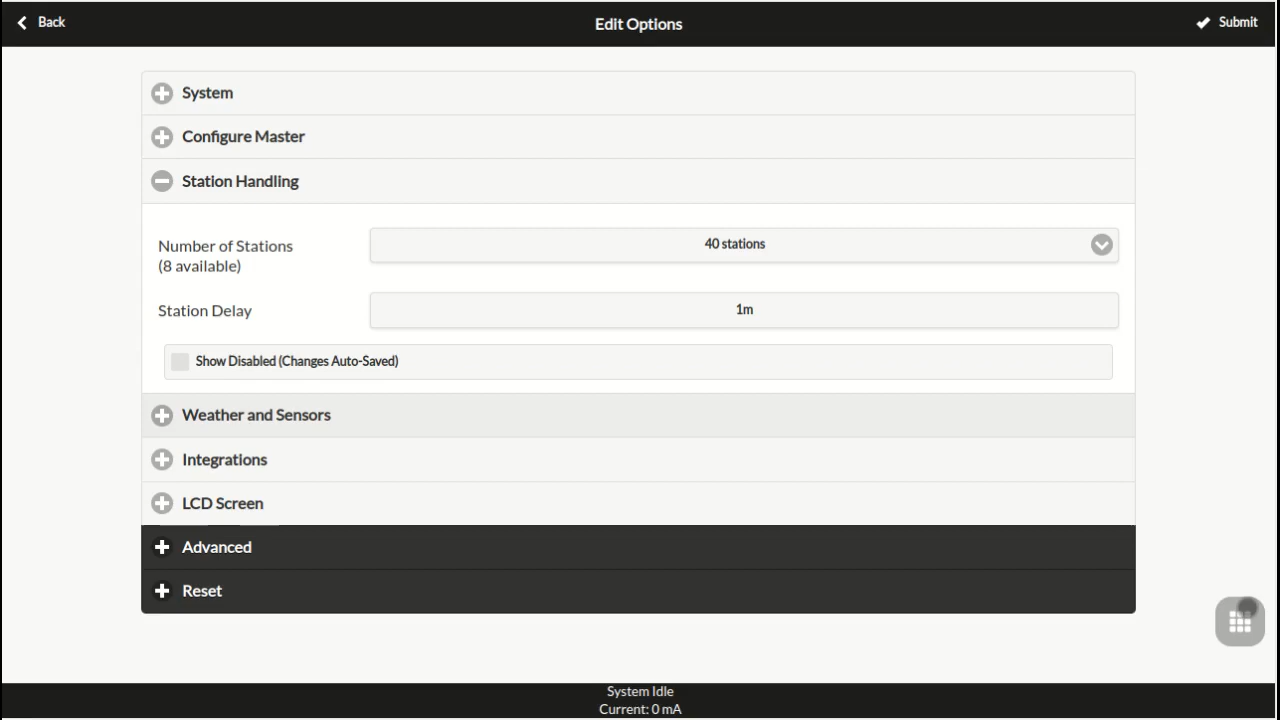 Back
Edit Options
Submit
System
Configure Master
Station Handling
Number of Stations
(8 available)
40 stations
Station Delay
1m
Show Disabled (Changes Auto-Saved)
Weather and Sensors
Integrations
LCD Screen
Advanced
Reset
System Idle
Current: 0 mA